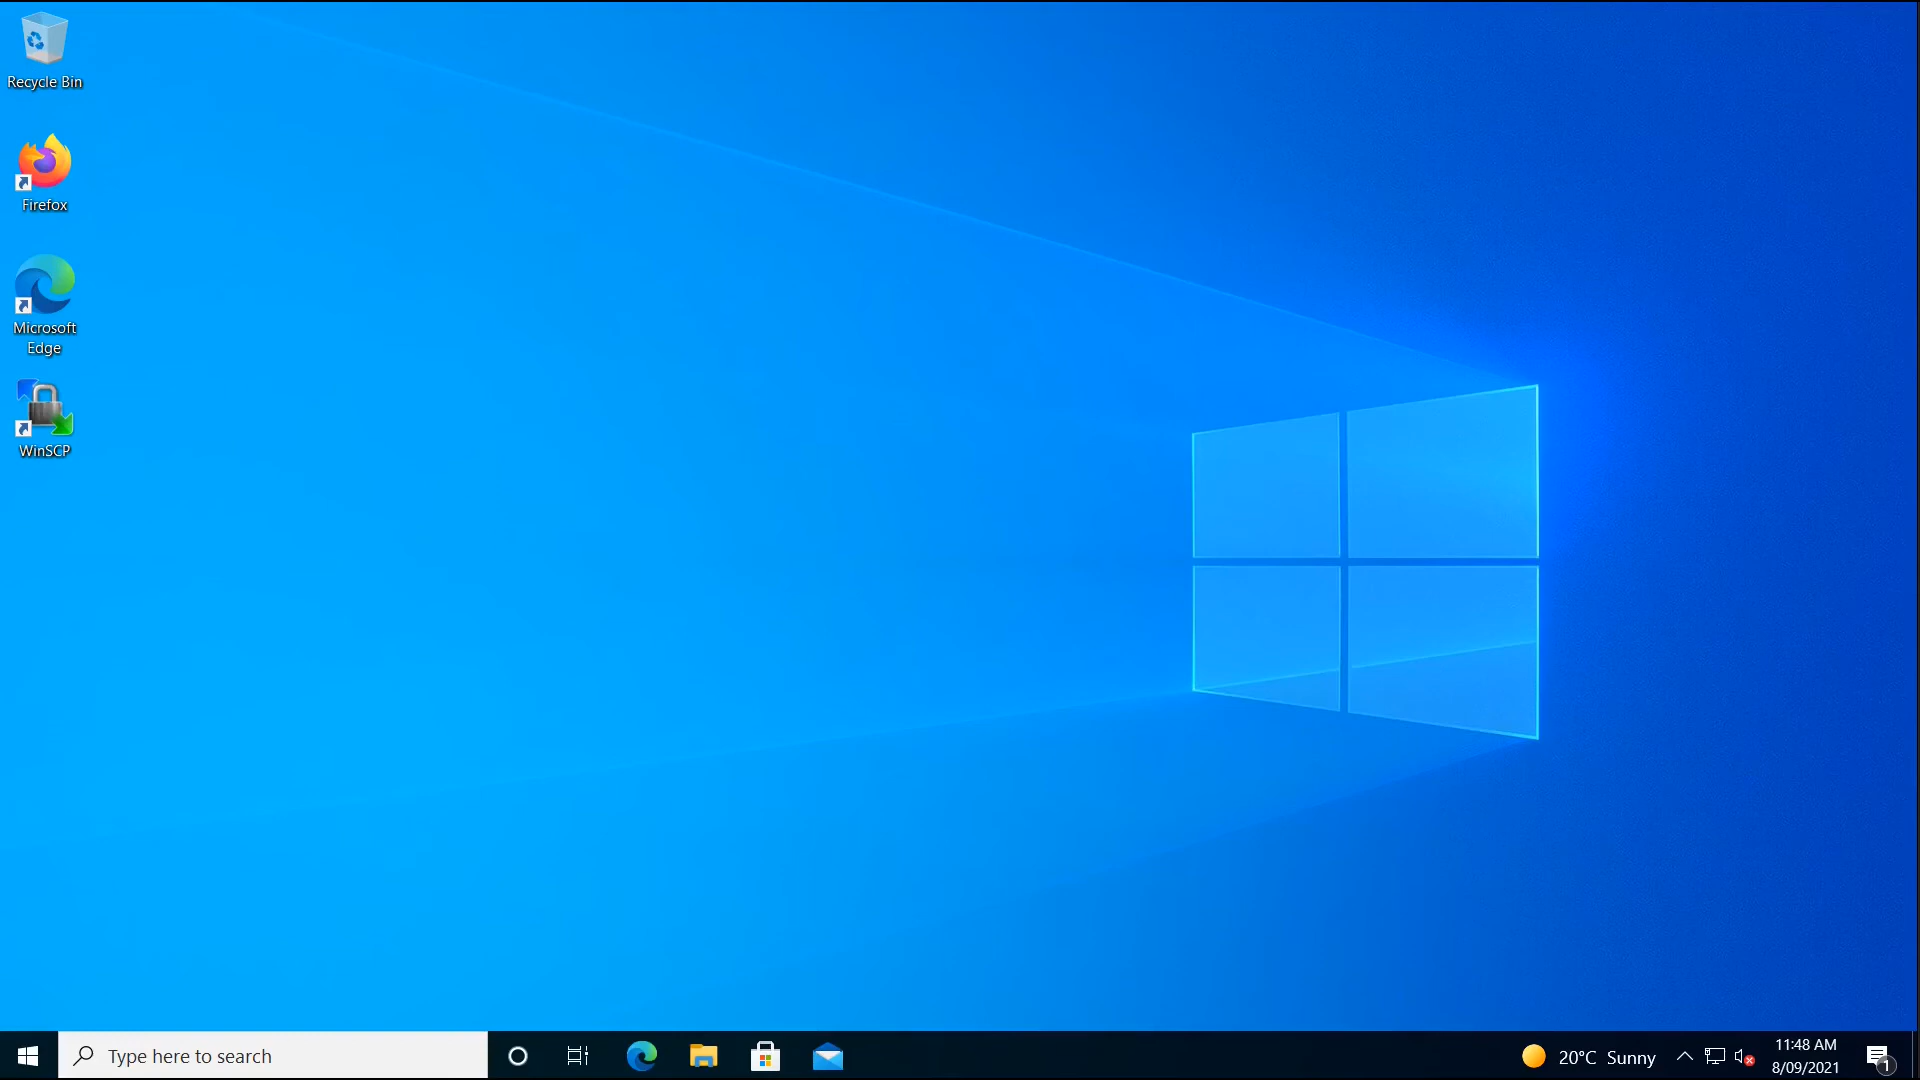 Recycle Bin
Firefox
Microsoft
Edge
WinSCP
Type here to search
20°C Sunny
11:48 AM
8/09/2021
1